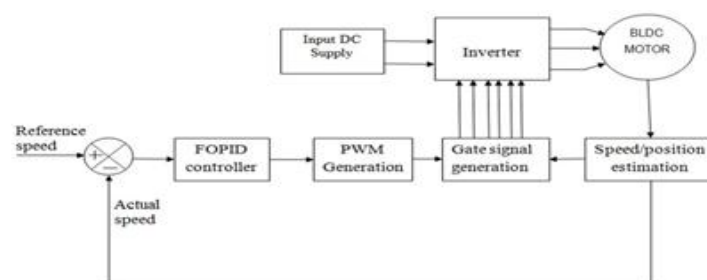 Input DC
Supply
Inverter
BLDC
MOTOR
Reference
speed
+
−
FOPID
controller
PWM
Generation
Gate signal
generation
Speed/position
estimation
Actual
speed